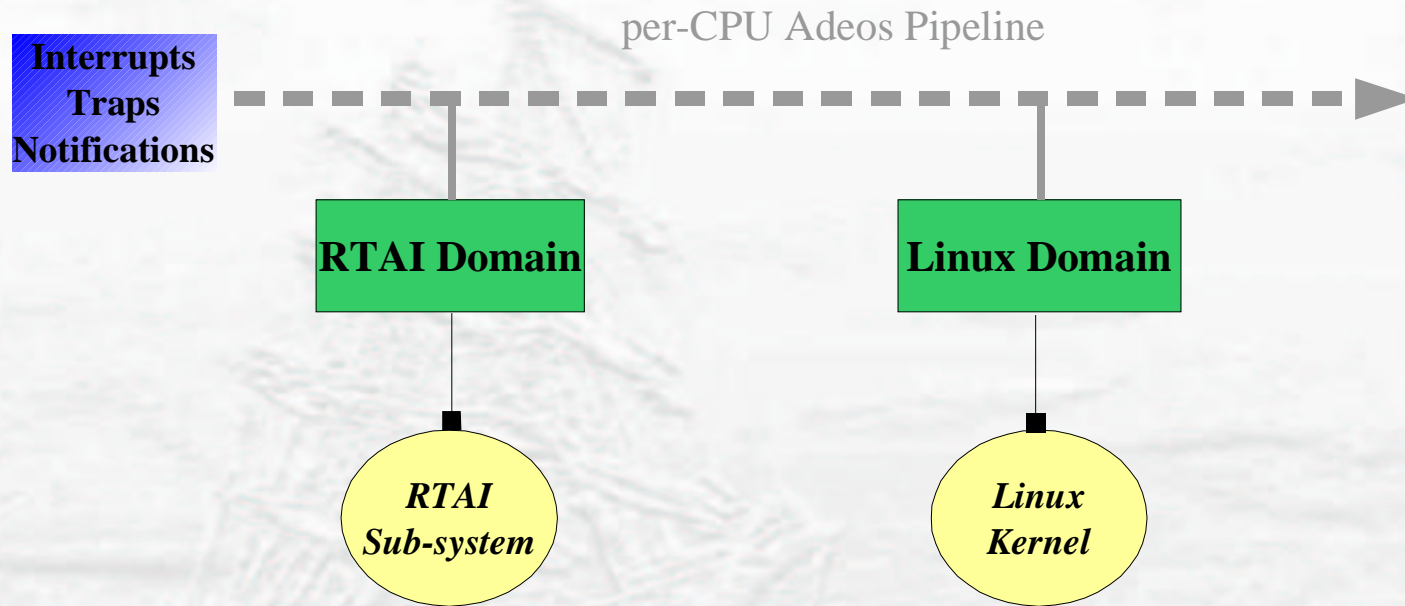 per-CPU Adeos Pipeline
Interrupts
Traps
Notifications
RTAI Domain
Linux Domain
RTAI
Sub-system
Linux
Kernel